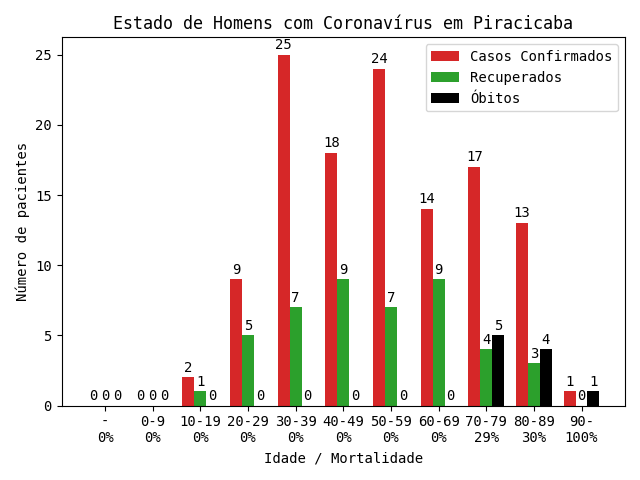 Estado de Homens com Coronavírus em Piracicaba
Casos Confirmados
Recuperados
Óbitos
Número de pacientes
25
20
15
10
5
0
0 0 0
0 0 0
2 1 0
9 5 0
25 7 0
18 9 0
24 7 0
14 9 0
17 4 5
13 3 4
1 0 1
- 0-9 10-19 20-29 30-39 40-49 50-59 60-69 70-79 80-89 90-
0% 0% 0% 0% 0% 0% 0% 0% 29% 30% 100%
Idade / Mortalidade